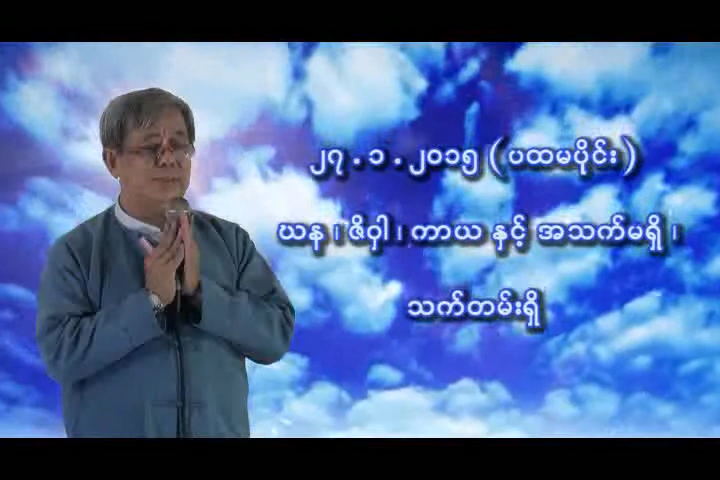 ၂၇ . ၁ . ၂၀၁၅ ( ပထမပိုင်း )
ဃန ၊ ဇိဝှါ ၊ ကာယ နှင့် အသက်မရှိ ၊
သက်တမ်းရှိ